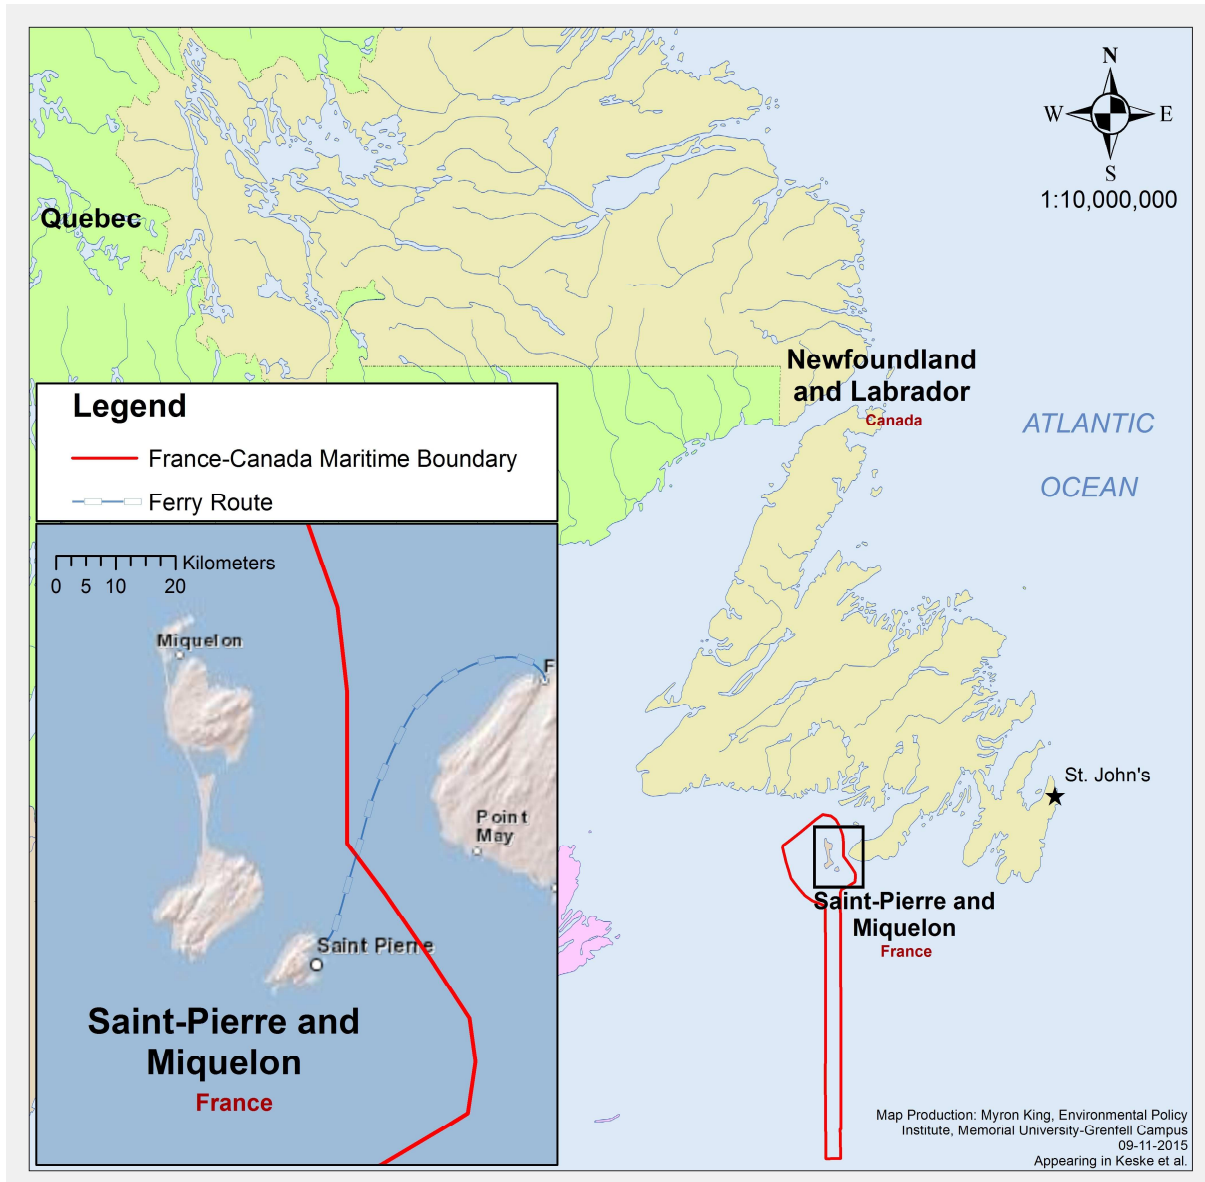 N
W E
S
1:10,000,000
Quebec
Newfoundland
and Labrador
Canada
ATLANTIC
OCEAN
Legend
France-Canada Maritime Boundary
Ferry Route
Kilometers
0 5 10 20
Miquelon
F
Point
May
Saint Pierre
Saint-Pierre and
Miquelon
France
St. John's
Saint-Pierre and
Miquelon
France
Map Production: Myron King, Environmental Policy
Institute, Memorial University-Grenfell Campus
09-11-2015
Appearing in Keske et al.